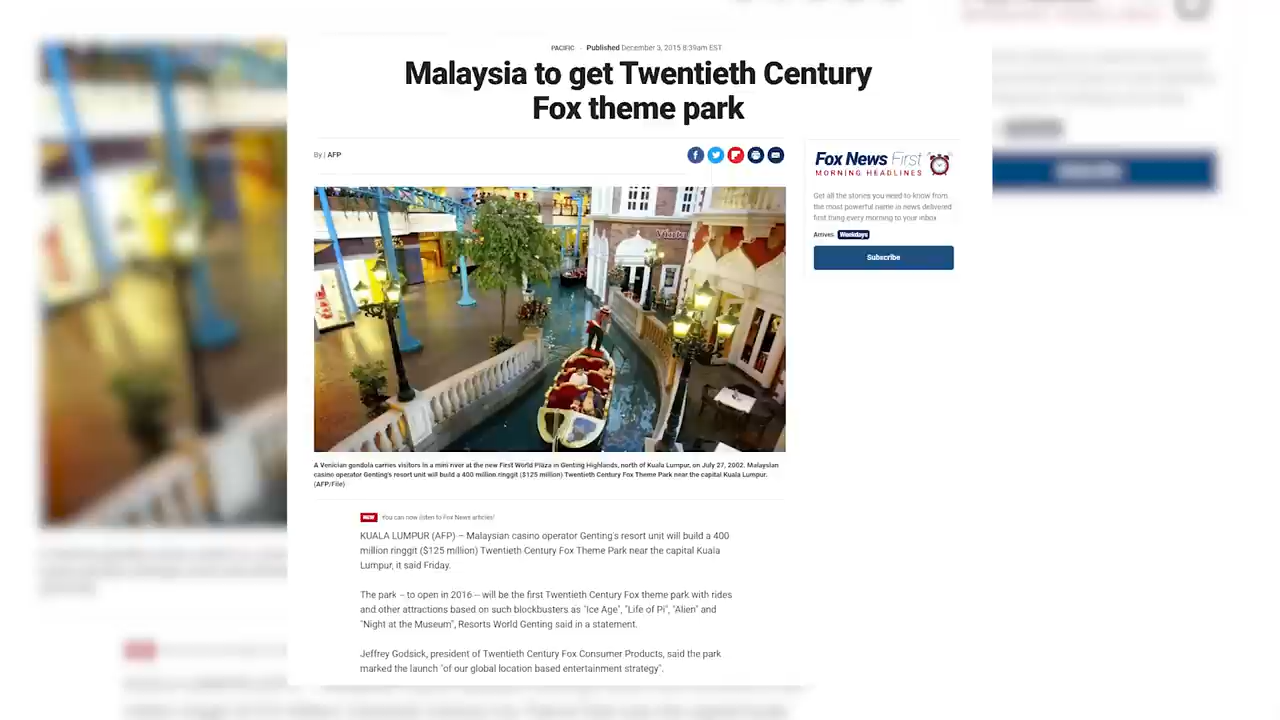 PACIFIC · Published December 3, 2015 8:39am EST
Malaysia to get Twentieth Century
Fox theme park
By | AFP
Fox News First
MORNING HEADLINES
Get all the stories you need-to-know from
the most powerful name in news delivered
first thing every morning to your inbox
Arrives Weekdays
Subscribe
A Venician gondola carries visitors in a mini river at the new First World Plaza in Genting Highlands, north of Kuala Lumpur, on July 27, 2002. Malaysian
casino operator Genting's resort unit will build a 400 million ringgit ($125 million) Twentieth Century Fox Theme Park near the capital Kuala Lumpur.
(AFP/File)
NEW You can now listen to Fox News articles!
KUALA LUMPUR (AFP) – Malaysian casino operator Genting's resort unit will build a 400
million ringgit ($125 million) Twentieth Century Fox Theme Park near the capital Kuala
Lumpur, it said Friday.
The park -- to open in 2016 -- will be the first Twentieth Century Fox theme park with rides
and other attractions based on such blockbusters as "Ice Age", "Life of Pi", "Alien" and
"Night at the Museum", Resorts World Genting said in a statement.
Jeffrey Godsick, president of Twentieth Century Fox Consumer Products, said the park
marked the launch "of our global location based entertainment strategy".